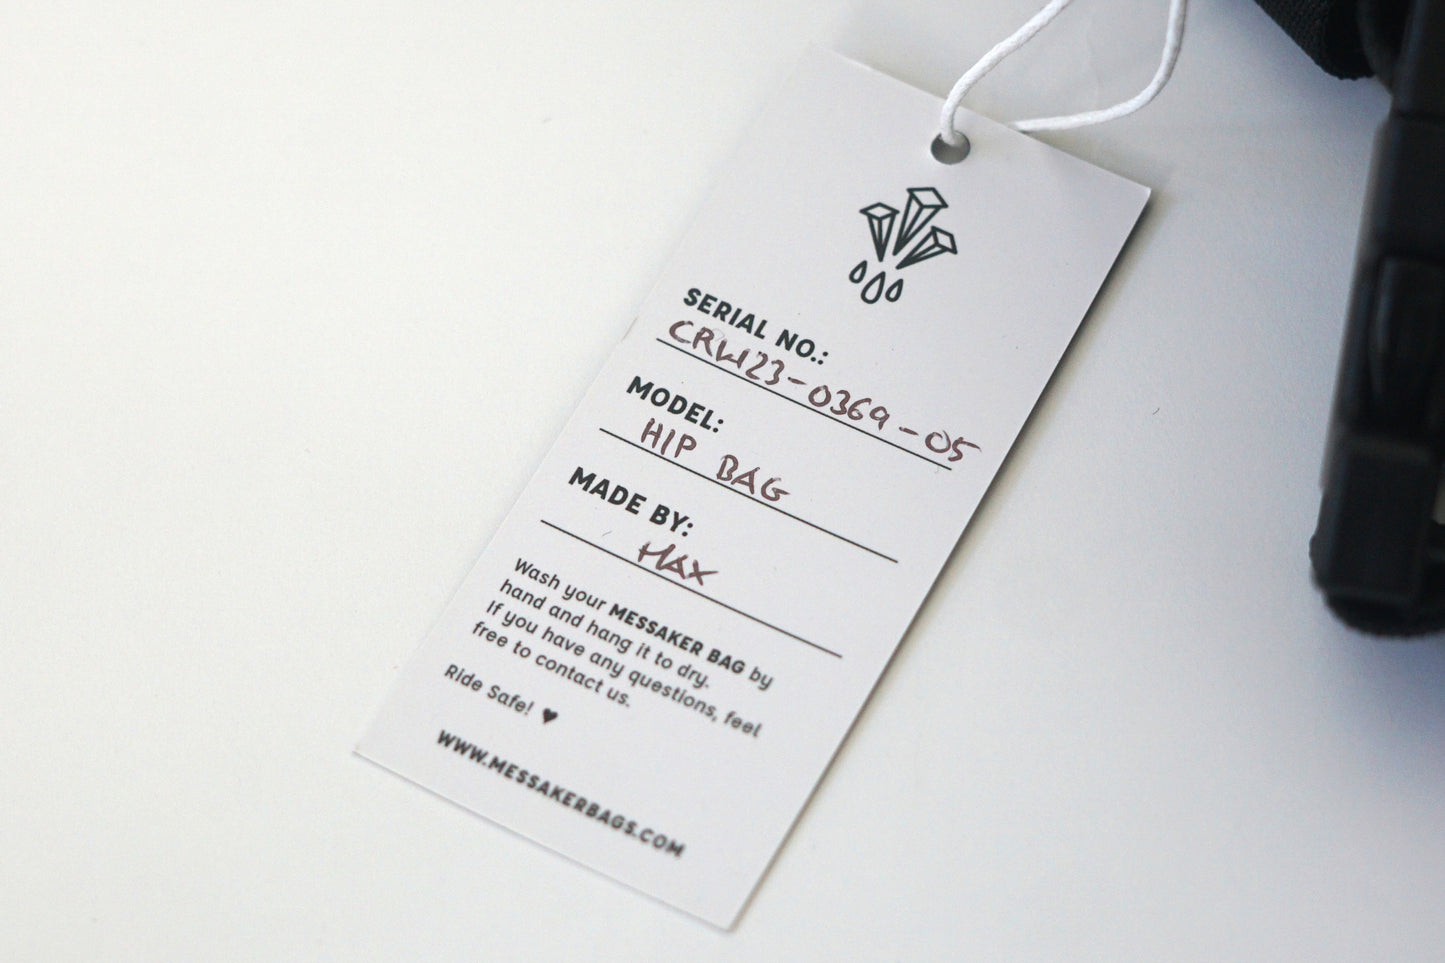 SERIAL NO.:
CRW23-0369-05
MODEL:
HIP BAG
MADE BY:
MAX
Wash your MESSAKER BAG by
hand and hang it to dry.
If you have any questions, feel
free to contact us.
Ride Safe! ♥
WWW.MESSAKERBAGS.COM